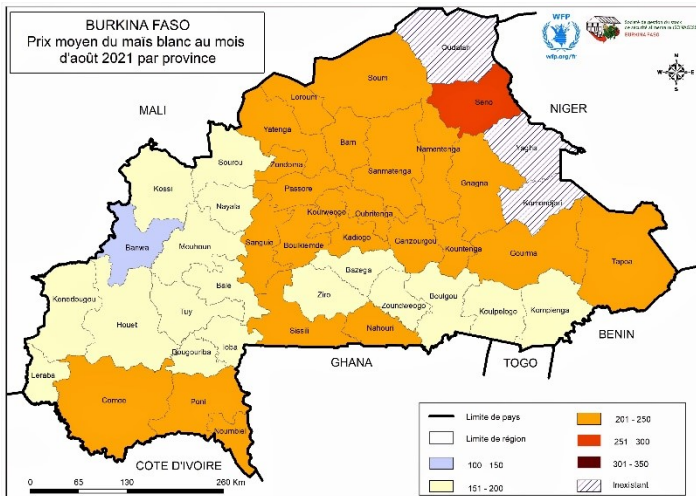 BURKINA FASO
Prix moyen du maïs blanc au mois
d'août 2021 par province
WFP
wfp.org/fr
BURKINA FASO
N
W
E
S
MALI
NIGER
BENIN
TOGO
GHANA
COTE D'IVOIRE
Oudalan
Soum
Seno
Loroum
Yatenga
Bam
Namentenga
Yagha
Zondoma
Sanmatenga
Sourou
Gnagna
Kossi
Passore
Komondjari
Nayala
Kourweogo
Oubritenga
Banwa
Mouhoun
Sanguie
Boulkiemde
Kadiogo
Ganzourgou
Kountenga
Gourma
Tapoa
Bale
Bazega
Ziro
Zoundweogo
Boulgou
Koulpelogo
Kompienga
Kenedougou
Houet
Tuy
Ioba
Sissili
Nahouri
Bougouriba
Leraba
Comoe
Poni
Noumbiel
0 65 130 260 Km
Limite de pays
Limite de région
100 - 150
151 - 200
201 - 250
251 - 300
301 - 350
Inexistant